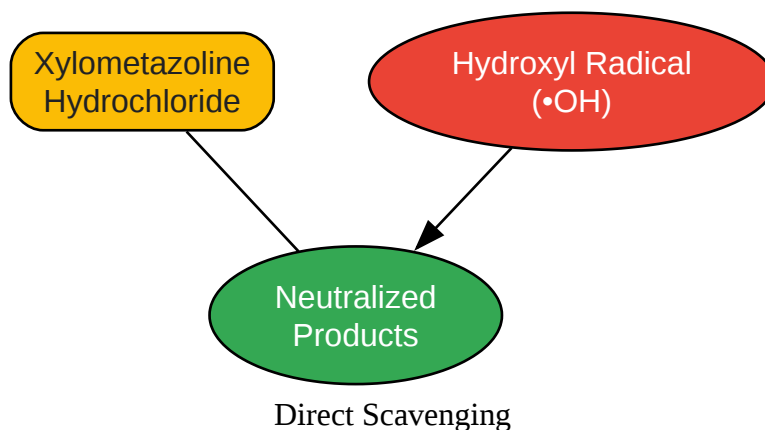 Xylometazoline
Hydrochloride
Hydroxyl Radical
(•OH)
Neutralized
Products
Direct Scavenging